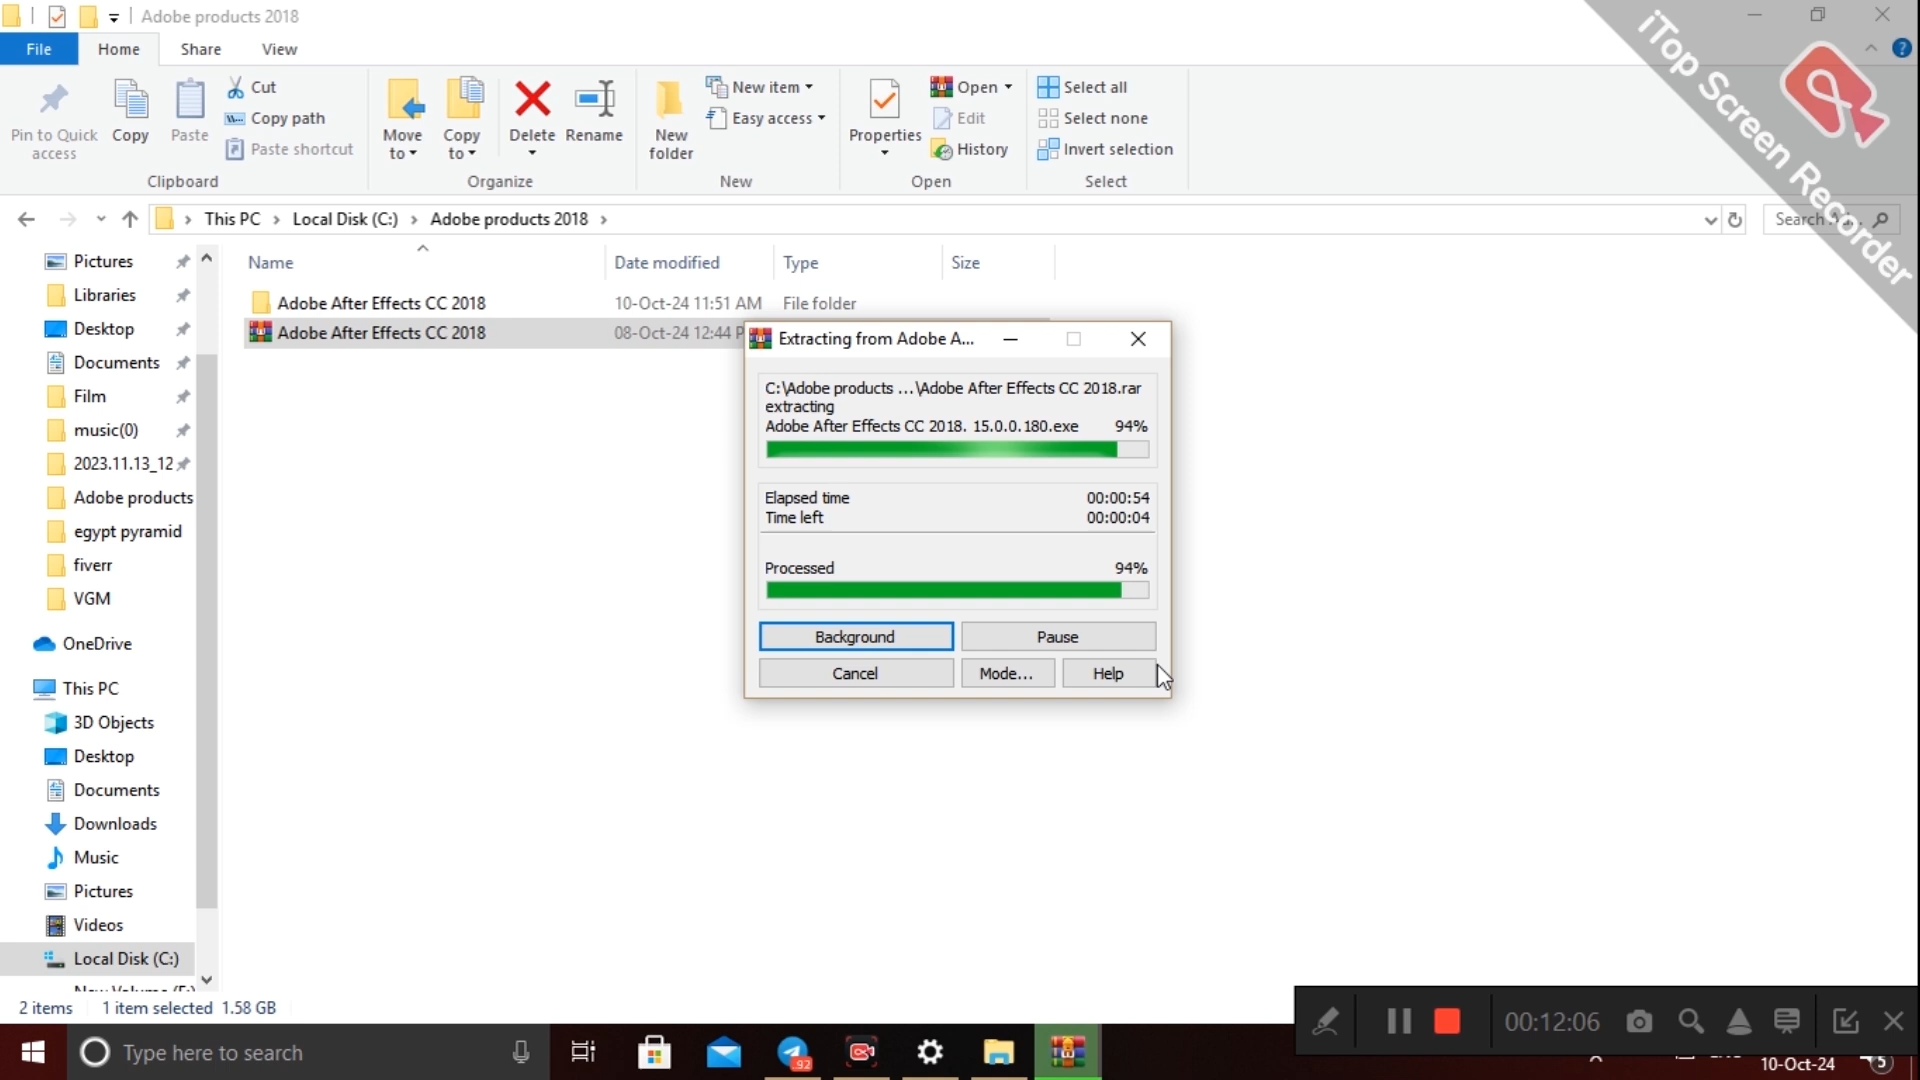 Adobe products 2018
File
Home
Share
View
Pin to Quick access
Copy
Paste
Cut
Copy path
Paste shortcut
Clipboard
Move to
Copy to
Delete
Rename
Organize
New folder
New item
Easy access
New
Properties
Open
Edit
History
Open
Select all
Select none
Invert selection
Select
iTop Screen Recorder
This PC
Local Disk (C:)
Adobe products 2018
Search
Name
Date modified
Type
Size
Adobe After Effects CC 2018
10-Oct-24 11:51 AM
File folder
Adobe After Effects CC 2018
08-Oct-24 12:44 P
Pictures
Libraries
Desktop
Documents
Film
music(0)
2023.11.13_12
Adobe products
egypt pyramid
fiverr
VGM
OneDrive
This PC
3D Objects
Desktop
Documents
Downloads
Music
Pictures
Videos
Local Disk (C:)
Extracting from Adobe A...
C:\Adobe products ...\Adobe After Effects CC 2018.rar
extracting
Adobe After Effects CC 2018. 15.0.0.180.exe 94%
Elapsed time 00:00:54
Time left 00:00:04
Processed 94%
Background
Pause
Cancel
Mode...
Help
2 items
1 item selected 1.58 GB
00:12:06
Type here to search
92
10-Oct-24
5